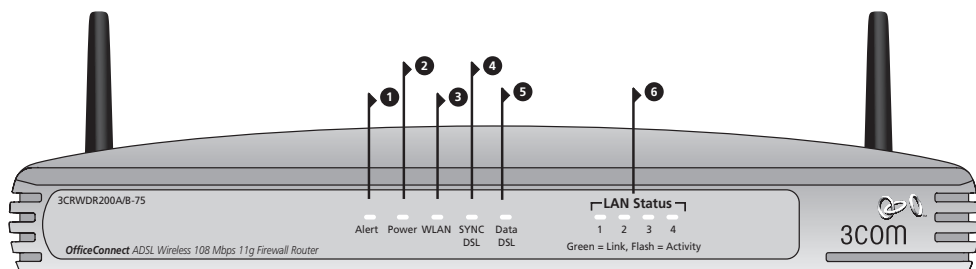 2
4
1
3
5
6
3CRWDR200A/B-75
LAN Status
Alert Power WLAN SYNC DSL Data DSL
1 2 3 4
OfficeConnect ADSL Wireless 108 Mbps 11g Firewall Router
Green = Link, Flash = Activity
3COM